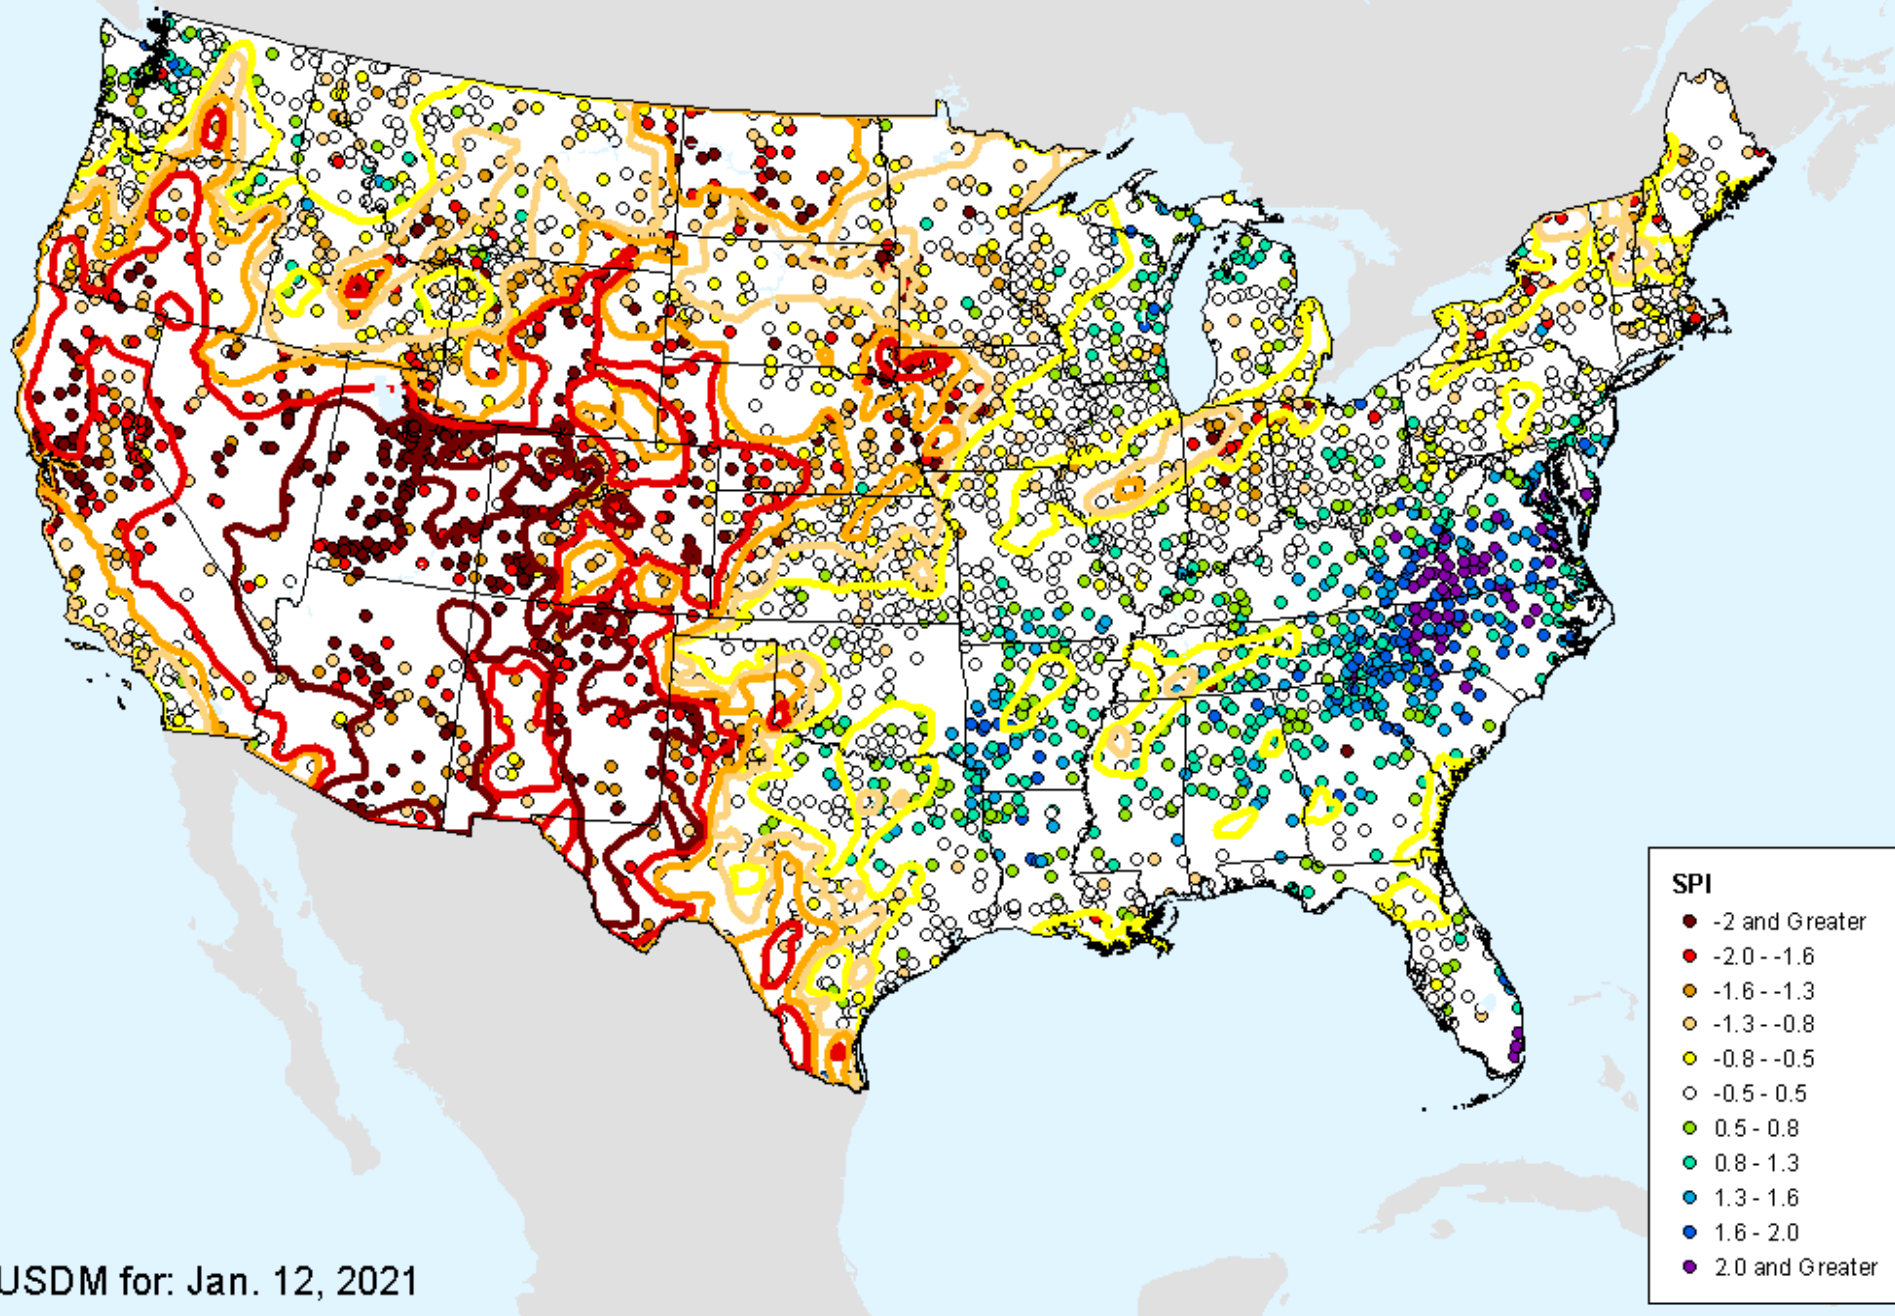 SPI
-2 and Greater
-2.0 - -1.6
-1.6 - -1.3
-1.3 - -0.8
-0.8 - -0.5
-0.5 - 0.5
0.5 - 0.8
0.8 - 1.3
1.3 - 1.6
1.6 - 2.0
2.0 and Greater
USDM for: Jan. 12, 2021